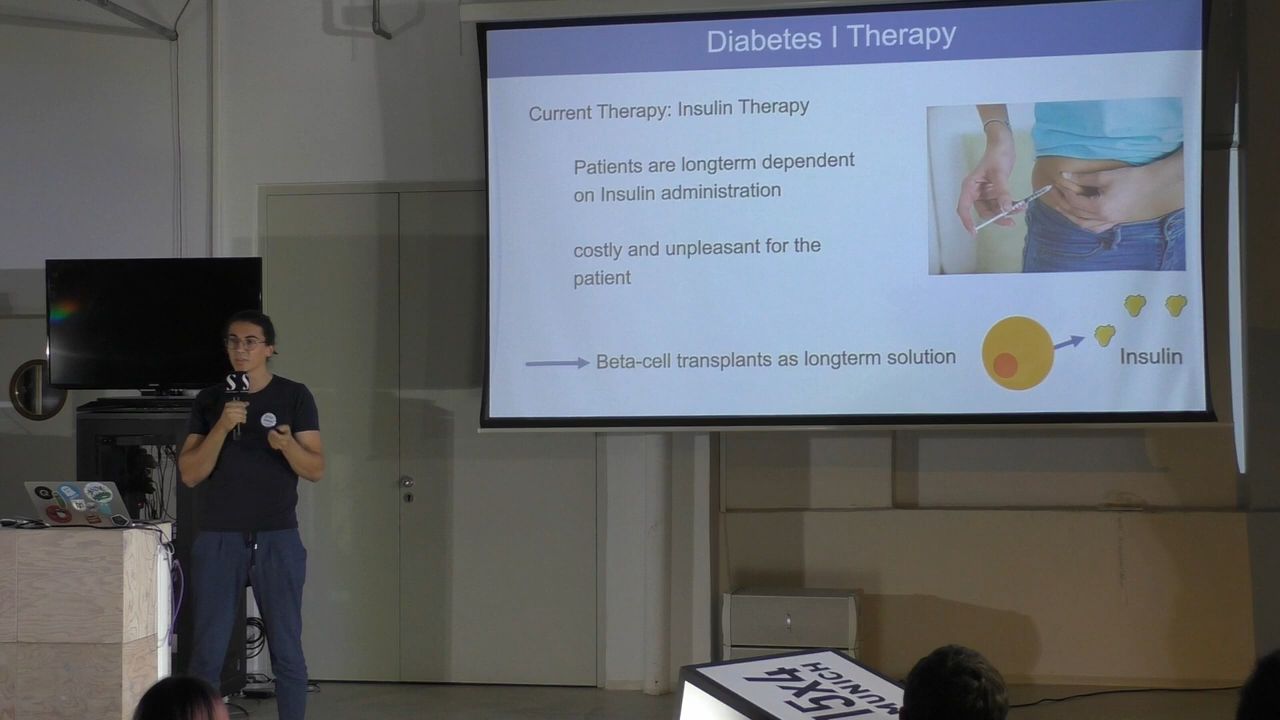 Diabetes I Therapy
Current Therapy: Insulin Therapy
Patients are longterm dependent
on Insulin administration
costly and unpleasant for the
patient
Beta-cell transplants as longterm solution
Insulin
15X4
MUNICH